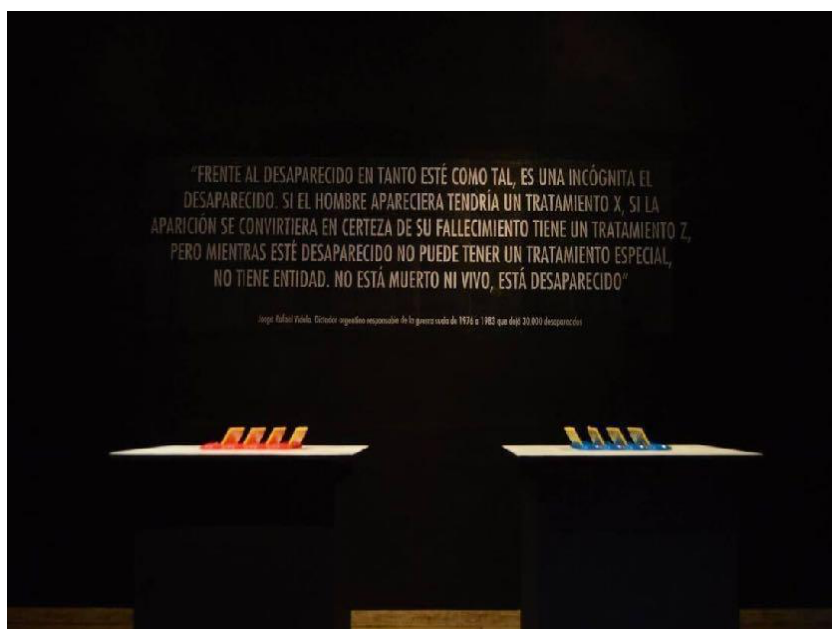 “FRENTE AL DESAPARECIDO EN TANTO ESTÉ COMO TAL, ES UNA INCÓGNITA EL
DESAPARECIDO. SI EL HOMBRE APARECIERA TENDRÍA UN TRATAMIENTO X, SI LA
APARICIÓN SE CONVIRTIERA EN CERTEZA DE SU FALLECIMIENTO TIENE UN TRATAMIENTO Z,
PERO MIENTRAS ESTÉ DESAPARECIDO NO PUEDE TENER UN TRATAMIENTO ESPECIAL,
NO TIENE ENTIDAD. NO ESTÁ MUERTO NI VIVO, ESTÁ DESAPARECIDO”
Jorge Rafael Videla. Dictador argentino responsable de la guerra sucia de 1976 a 1983 que dejó 30.000 desaparecidos